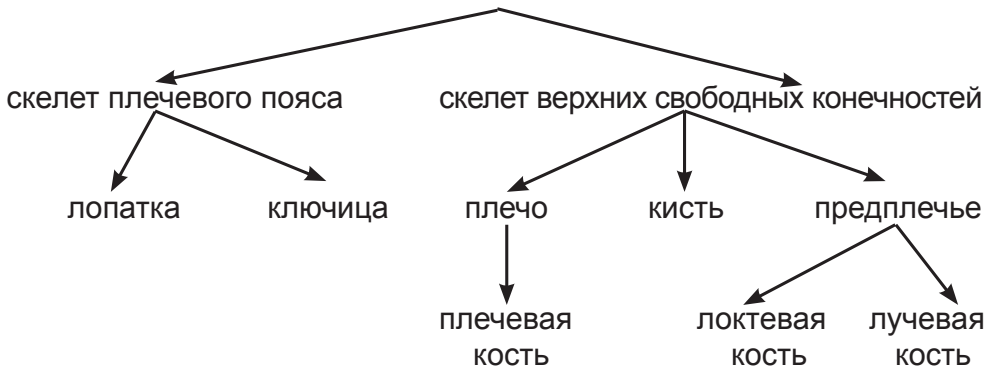 скелет плечевого пояса
скелет верхних свободных конечностей
лопатка
ключица
плечо
кисть
предплечье
плечевая
кость
локтевая
кость
лучевая
кость